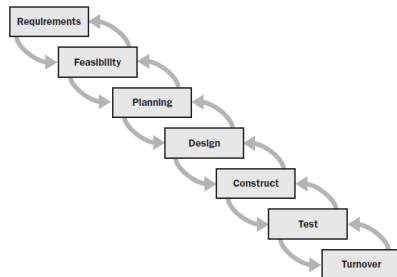 Requirements
Feasibility
Planning
Design
Construct
Test
Turnover